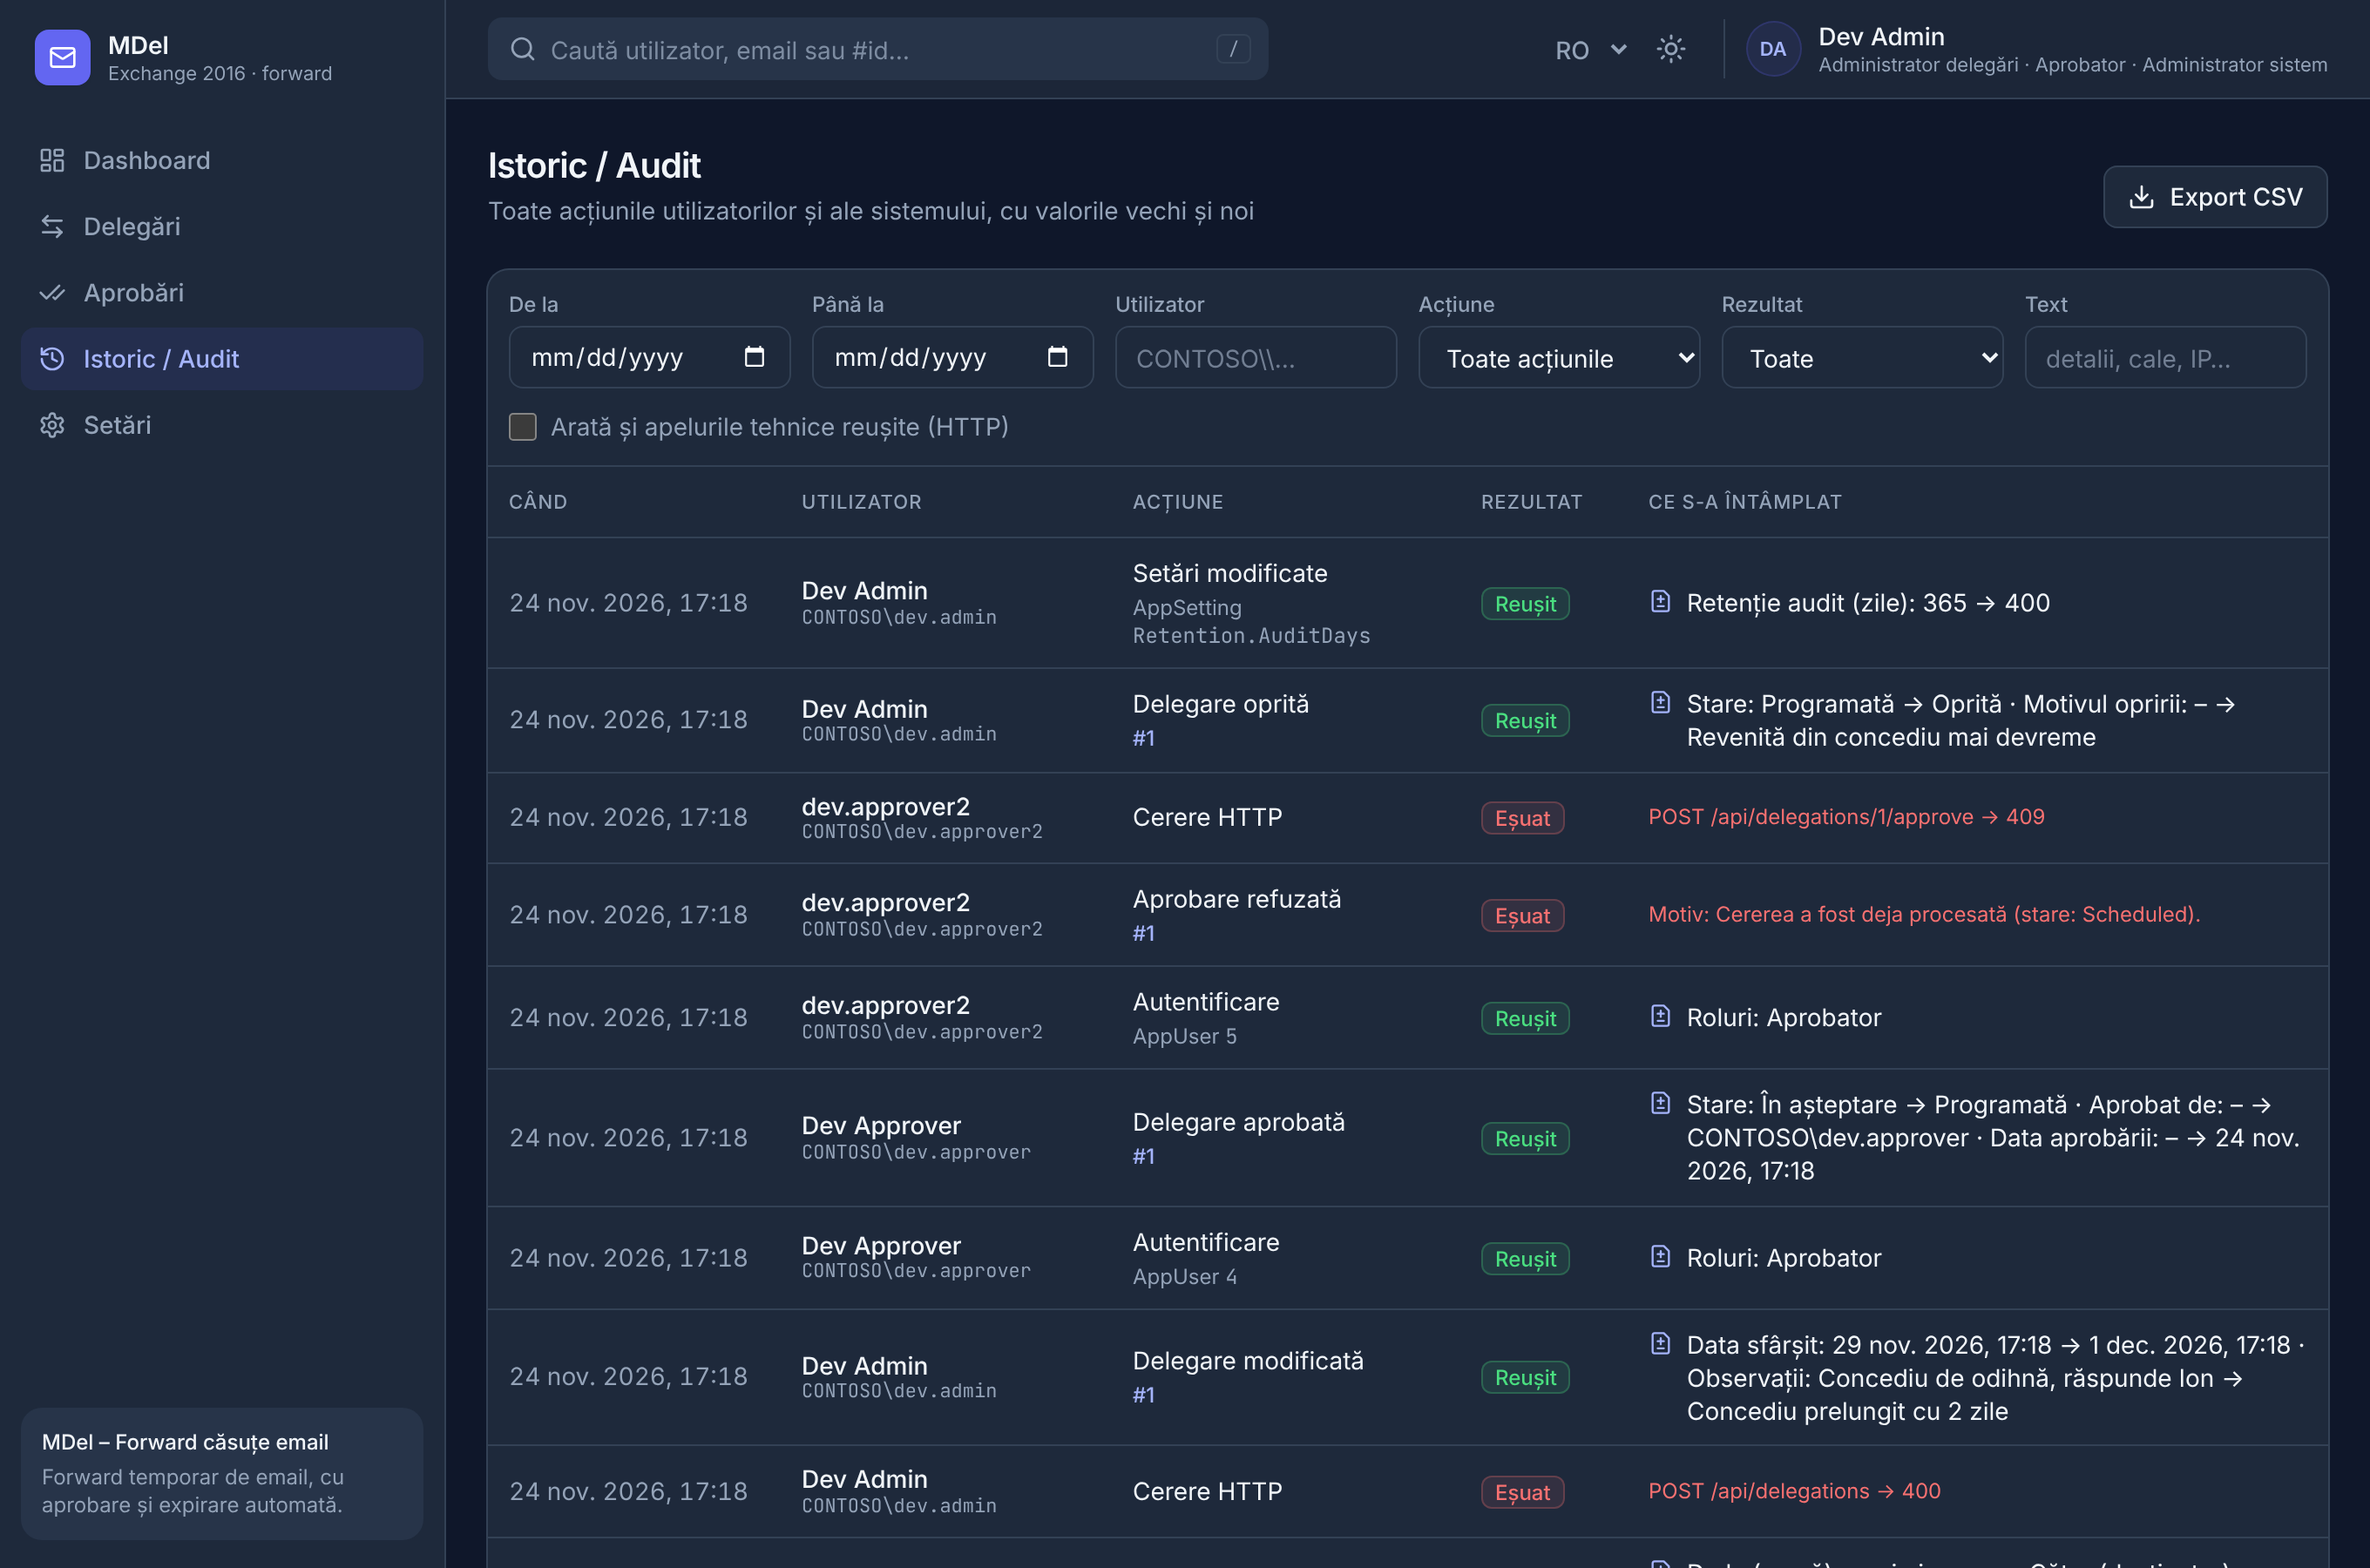 MDel
Exchange 2016 · forward
Dashboard
Delegări
Aprobări
Istoric / Audit
Setări
MDel – Forward căsuțe email
Forward temporar de email, cu
aprobare și expirare automată.
Caută utilizator, email sau #id...
/
RO
DA
Dev Admin
Administrator delegări · Aprobator · Administrator sistem
Istoric / Audit
Toate acțiunile utilizatorilor și ale sistemului, cu valorile vechi și noi
Export CSV
De la
Până la
Utilizator
Acțiune
Rezultat
Text
mm/dd/yyyy
mm/dd/yyyy
CONTOSO\\...
Toate acțiunile
Toate
detalii, cale, IP...
Arată și apelurile tehnice reușite (HTTP)
CÂND
UTILIZATOR
ACȚIUNE
REZULTAT
CE S-A ÎNTÂMPLAT
24 nov. 2026, 17:18
Dev Admin
CONTOSO\dev.admin
Setări modificate
AppSetting
Retention.AuditDays
Reușit
Retenție audit (zile): 365 → 400
24 nov. 2026, 17:18
Dev Admin
CONTOSO\dev.admin
Delegare oprită
#1
Reușit
Stare: Programată → Oprită · Motivul opririi: – →
Revenită din concediu mai devreme
24 nov. 2026, 17:18
dev.approver2
CONTOSO\dev.approver2
Cerere HTTP
Eșuat
POST /api/delegations/1/approve → 409
24 nov. 2026, 17:18
dev.approver2
CONTOSO\dev.approver2
Aprobare refuzată
#1
Eșuat
Motiv: Cererea a fost deja procesată (stare: Scheduled).
24 nov. 2026, 17:18
dev.approver2
CONTOSO\dev.approver2
Autentificare
AppUser 5
Reușit
Roluri: Aprobator
24 nov. 2026, 17:18
Dev Approver
CONTOSO\dev.approver
Delegare aprobată
#1
Reușit
Stare: În așteptare → Programată · Aprobat de: – →
CONTOSO\dev.approver · Data aprobării: – → 24 nov.
2026, 17:18
24 nov. 2026, 17:18
Dev Approver
CONTOSO\dev.approver
Autentificare
AppUser 4
Reușit
Roluri: Aprobator
24 nov. 2026, 17:18
Dev Admin
CONTOSO\dev.admin
Delegare modificată
#1
Reușit
Data sfârșit: 29 nov. 2026, 17:18 → 1 dec. 2026, 17:18 ·
Observații: Concediu de odihnă, răspunde Ion →
Concediu prelungit cu 2 zile
24 nov. 2026, 17:18
Dev Admin
CONTOSO\dev.admin
Cerere HTTP
Eșuat
POST /api/delegations → 400